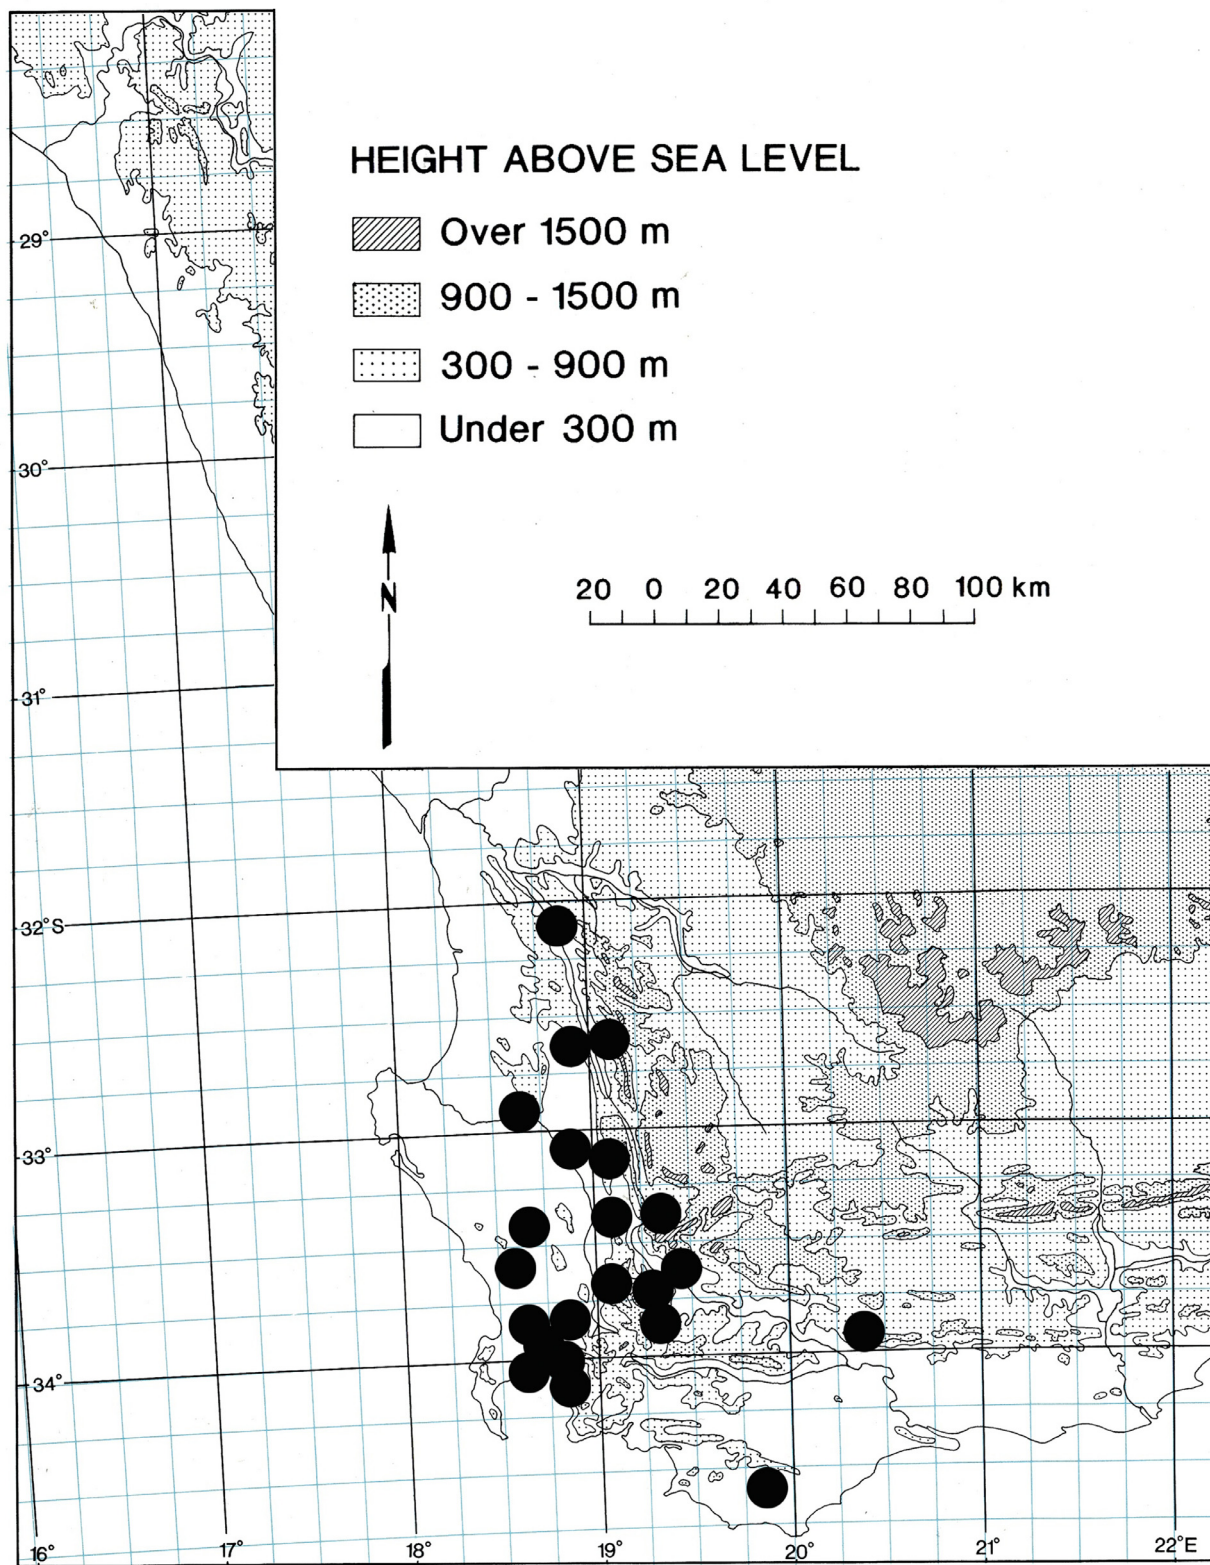 HEIGHT ABOVE SEA LEVEL
Over 1500 m
900 - 1500 m
300 - 900 m
Under 300 m
N
20 0 20 40 60 80 100 km
29°
30°
31°
32°S
33°
34°
16° 17° 18° 19° 20° 21° 22°E